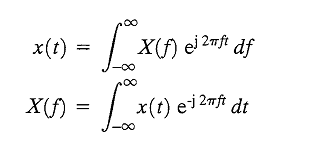 x(t) = ∫_{-∞}^{∞} X(f) e^{j 2πft} df
X(f) = ∫_{-∞}^{∞} x(t) e^{-j 2πft} dt